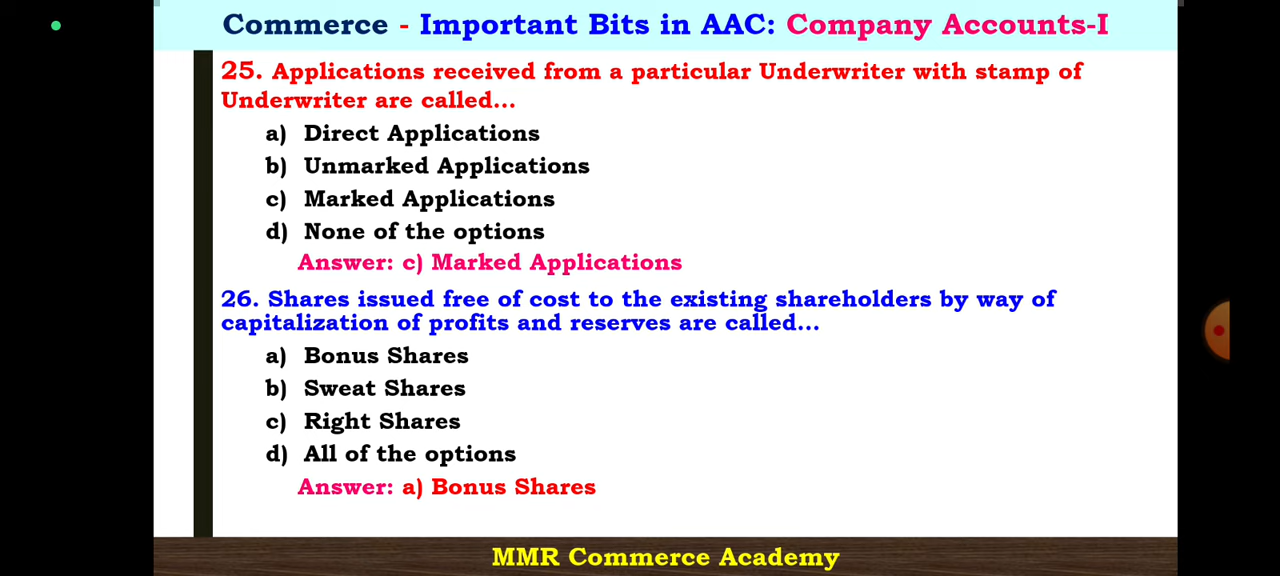 Commerce - Important Bits in AAC: Company Accounts-I
25. Applications received from a particular Underwriter with stamp of
Underwriter are called...
a) Direct Applications
b) Unmarked Applications
c) Marked Applications
d) None of the options
Answer: c) Marked Applications
26. Shares issued free of cost to the existing shareholders by way of
capitalization of profits and reserves are called...
a) Bonus Shares
b) Sweat Shares
c) Right Shares
d) All of the options
Answer: a) Bonus Shares
MMR Commerce Academy